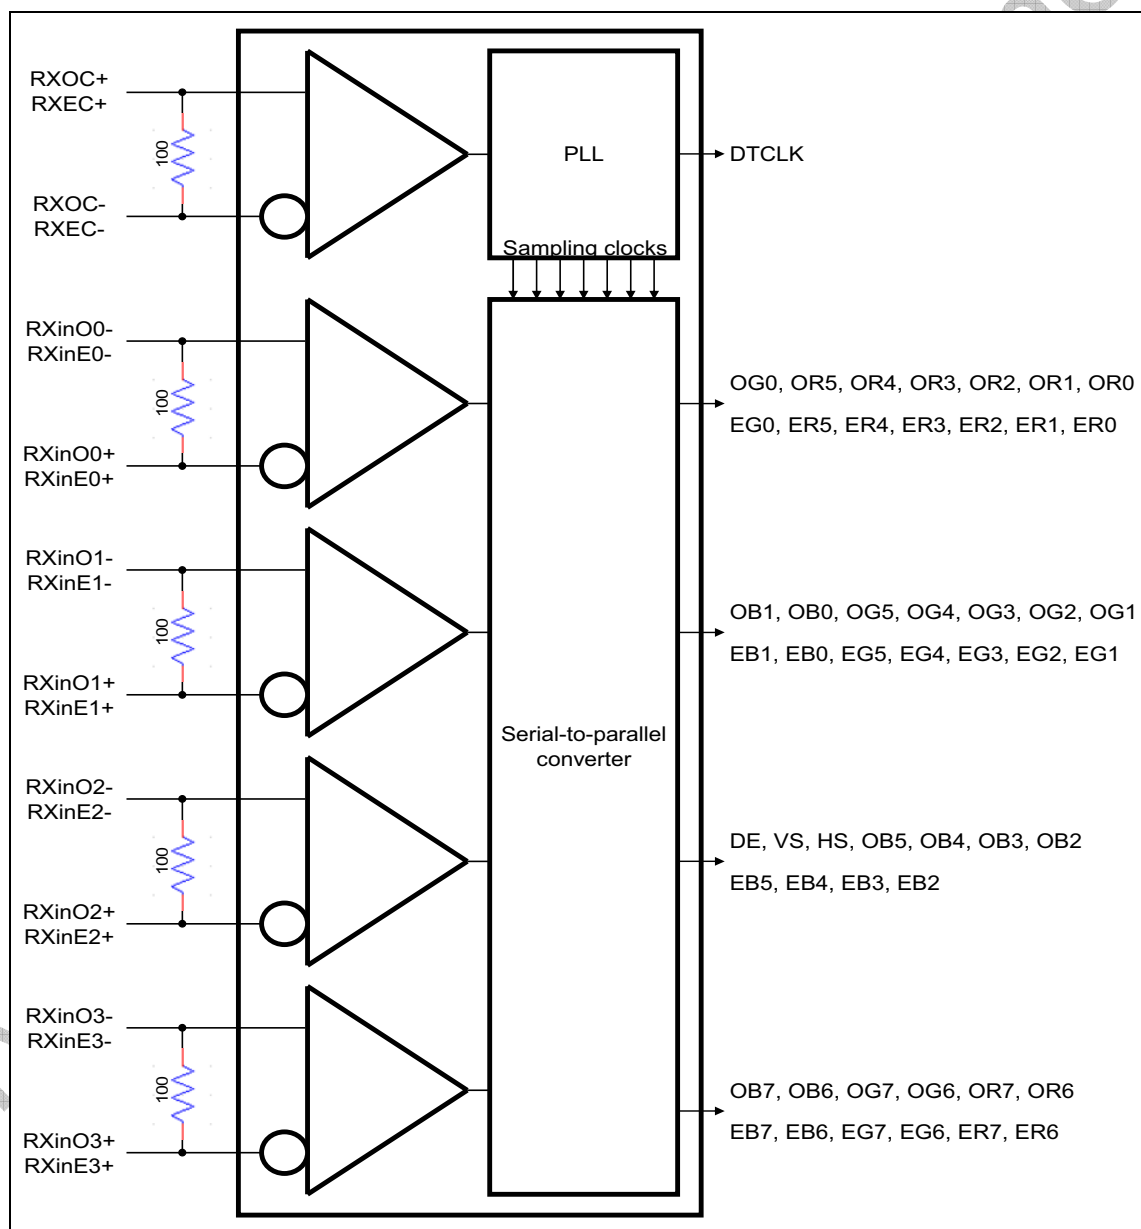 RXOC+
RXEC+
100
PLL
DTCLK
RXOC-
RXEC-
Sampling clocks
RXinO0-
RXinE0-
100
OG0, OR5, OR4, OR3, OR2, OR1, OR0
EG0, ER5, ER4, ER3, ER2, ER1, ER0
RXinO0+
RXinE0+
RXinO1-
RXinE1-
100
OB1, OB0, OG5, OG4, OG3, OG2, OG1
EB1, EB0, EG5, EG4, EG3, EG2, EG1
RXinO1+
RXinE1+
Serial-to-parallel
converter
RXinO2-
RXinE2-
100
DE, VS, HS, OB5, OB4, OB3, OB2
EB5, EB4, EB3, EB2
RXinO2+
RXinE2+
RXinO3-
RXinE3-
100
OB7, OB6, OG7, OG6, OR7, OR6
EB7, EB6, EG7, EG6, ER7, ER6
RXinO3+
RXinE3+